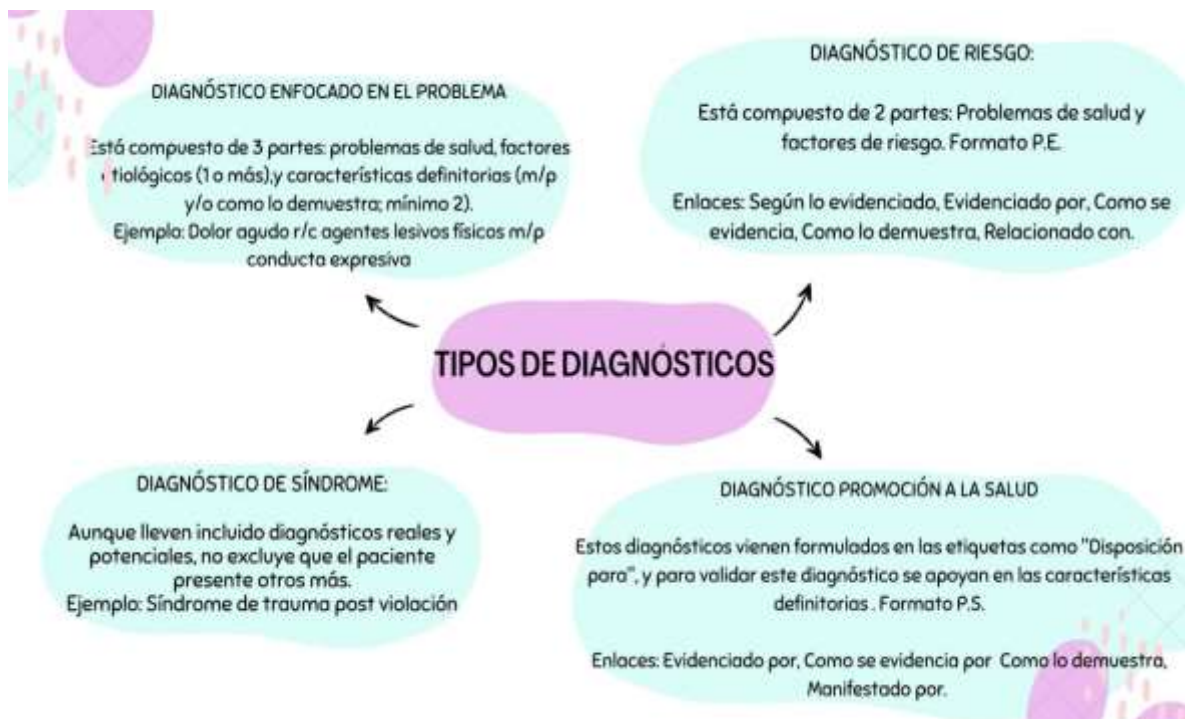 DIAGNÓSTICO ENFOCADO EN EL PROBLEMA
Está compuesto de 3 partes: problemas de salud, factores
etiológicos (1 o más),y características definitorias (m/p
y/o como lo demuestra; mínimo 2).
Ejemplo: Dolor agudo r/c agentes lesivos físicos m/p
conducta expresiva
DIAGNÓSTICO DE RIESGO:
Está compuesto de 2 partes: Problemas de salud y
factores de riesgo. Formato P.E.
Enlaces: Según lo evidenciado, Evidenciado por, Como se
evidencia, Como lo demuestra, Relacionado con.
TIPOS DE DIAGNÓSTICOS
DIAGNÓSTICO DE SÍNDROME:
Aunque lleven incluido diagnósticos reales y
potenciales, no excluye que el paciente
presente otros más.
Ejemplo: Síndrome de trauma post violación
DIAGNÓSTICO PROMOCIÓN A LA SALUD
Estos diagnósticos vienen formulados en las etiquetas como "Disposición
para", y para validar este diagnóstico se apoyan en las características
definitorias . Formato P.S.
Enlaces: Evidenciado por, Como se evidencia por Como lo demuestra,
Manifestado por.